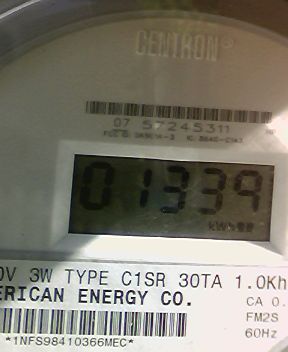 CENTRON®
07 57245311
01339
0V 3W TYPE C1SR 30TA 1.0Kh
ERICAN ENERGY CO.
CA 0.
FM2S
60Hz
*1NFS98410366MEC*